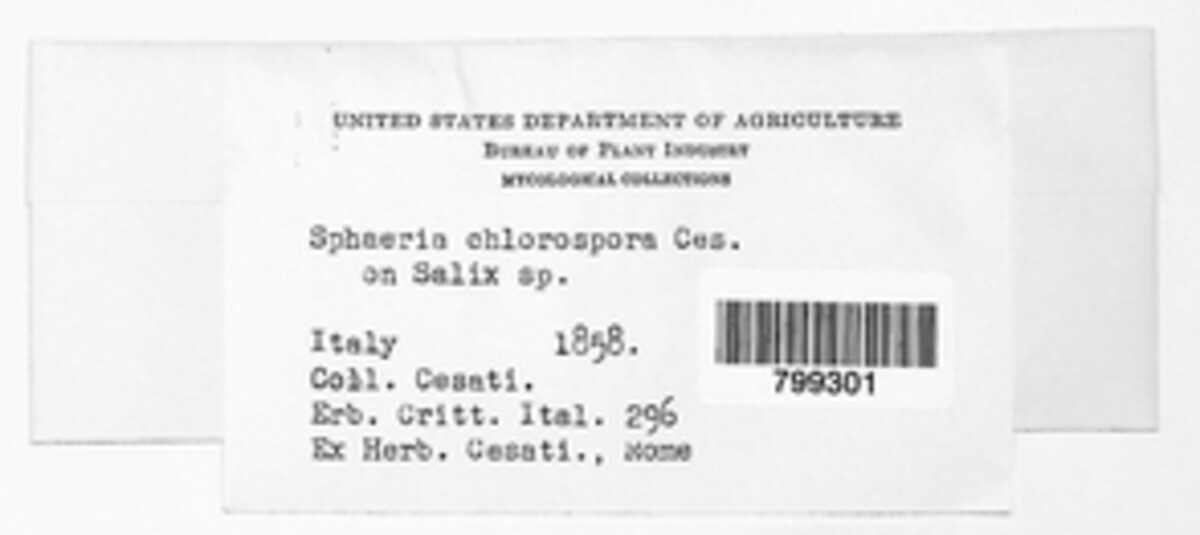 UNITED STATES DEPARTMENT OF AGRICULTURE
BUREAU OF PLANT INDUSTRY
MYCOLOGICAL COLLECTIONS
Sphaeria chlorospora Ces.
on Salix sp.
Italy 1858.
Coll. Cesati.
Erb. Critt. Ital. 296
Ex Herb. Cesati., Rome
799301